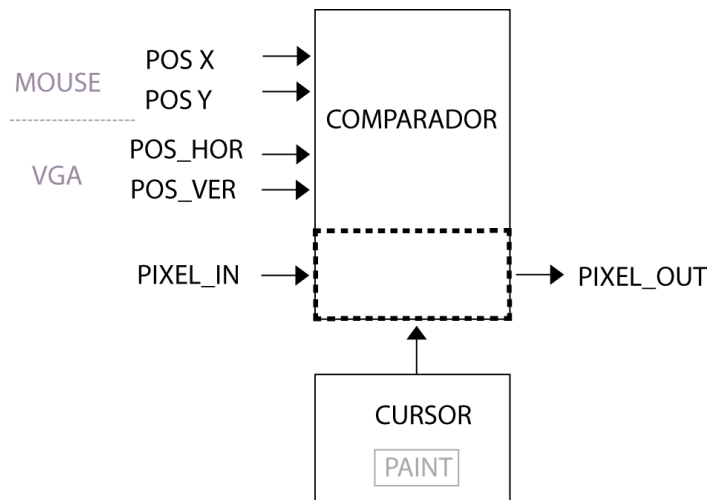 MOUSE
POS X
POS Y
VGA
POS_HOR
POS_VER
PIXEL_IN
COMPARADOR
PIXEL_OUT
CURSOR
PAINT